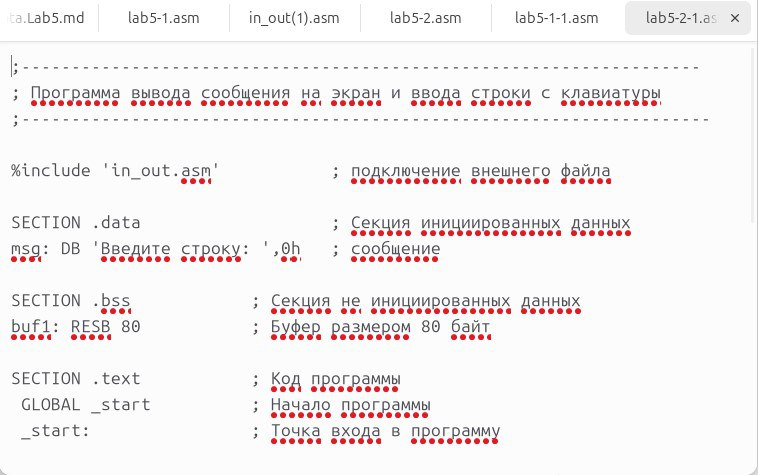 ta.Lab5.md lab5-1.asm in_out(1).asm lab5-2.asm lab5-1-1.asm lab5-2-1.as ×
;--------------------------------------------------------------------
; Программа вывода сообщения на экран и ввода строки с клавиатуры
;---------------------------------------------------------------------
%include 'in_out.asm' ; подключение внешнего файла
SECTION .data ; Секция инициированных данных
msg: DB 'Введите строку: ',0h ; сообщение
SECTION .bss ; Секция не инициированных данных
buf1: RESB 80 ; Буфер размером 80 байт
SECTION .text ; Код программы
GLOBAL _start ; Начало программы
_start: ; Точка входа в программу